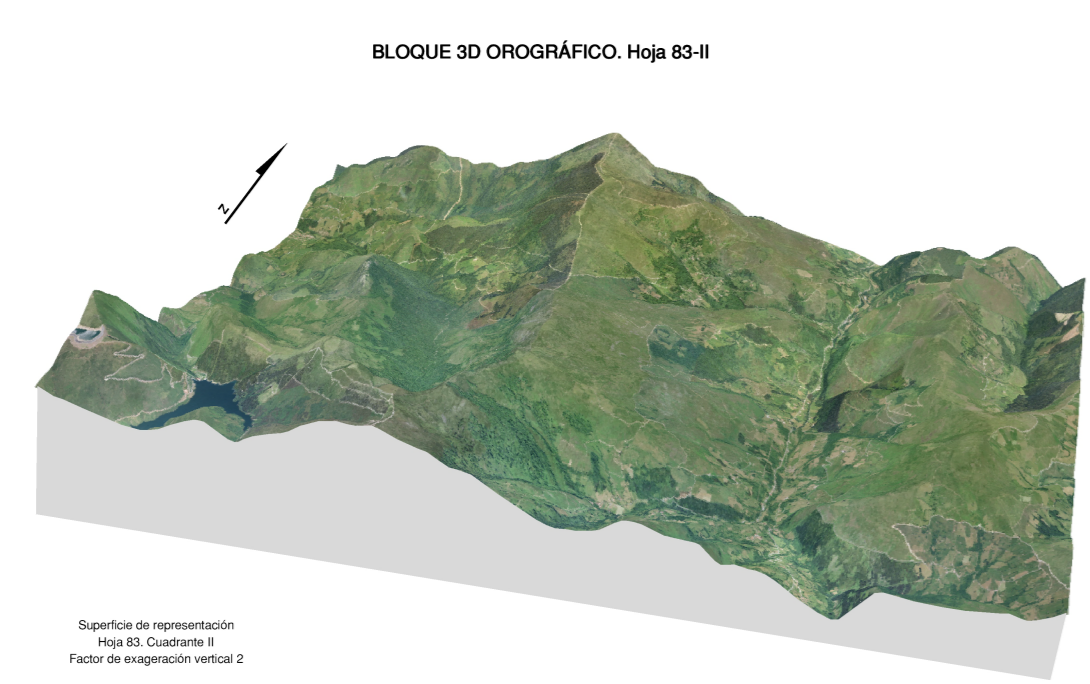 BLOQUE 3D OROGRÁFICO. Hoja 83-II
N
Superficie de representación
Hoja 83. Cuadrante II
Factor de exageración vertical 2